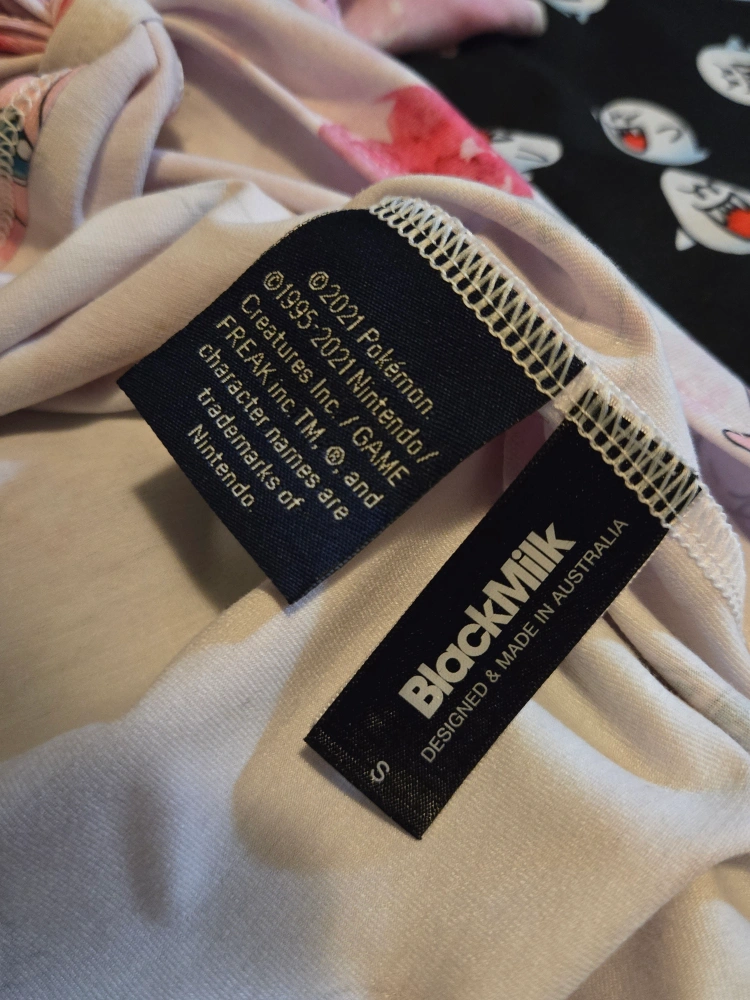 ©2021 Pokémon
©1995-2021 Nintendo/
Creatures Inc. / GAME
FREAK inc. TM, ®, and
character names are
trademarks of
Nintendo.
BlackMilk
DESIGNED & MADE IN AUSTRALIA
S